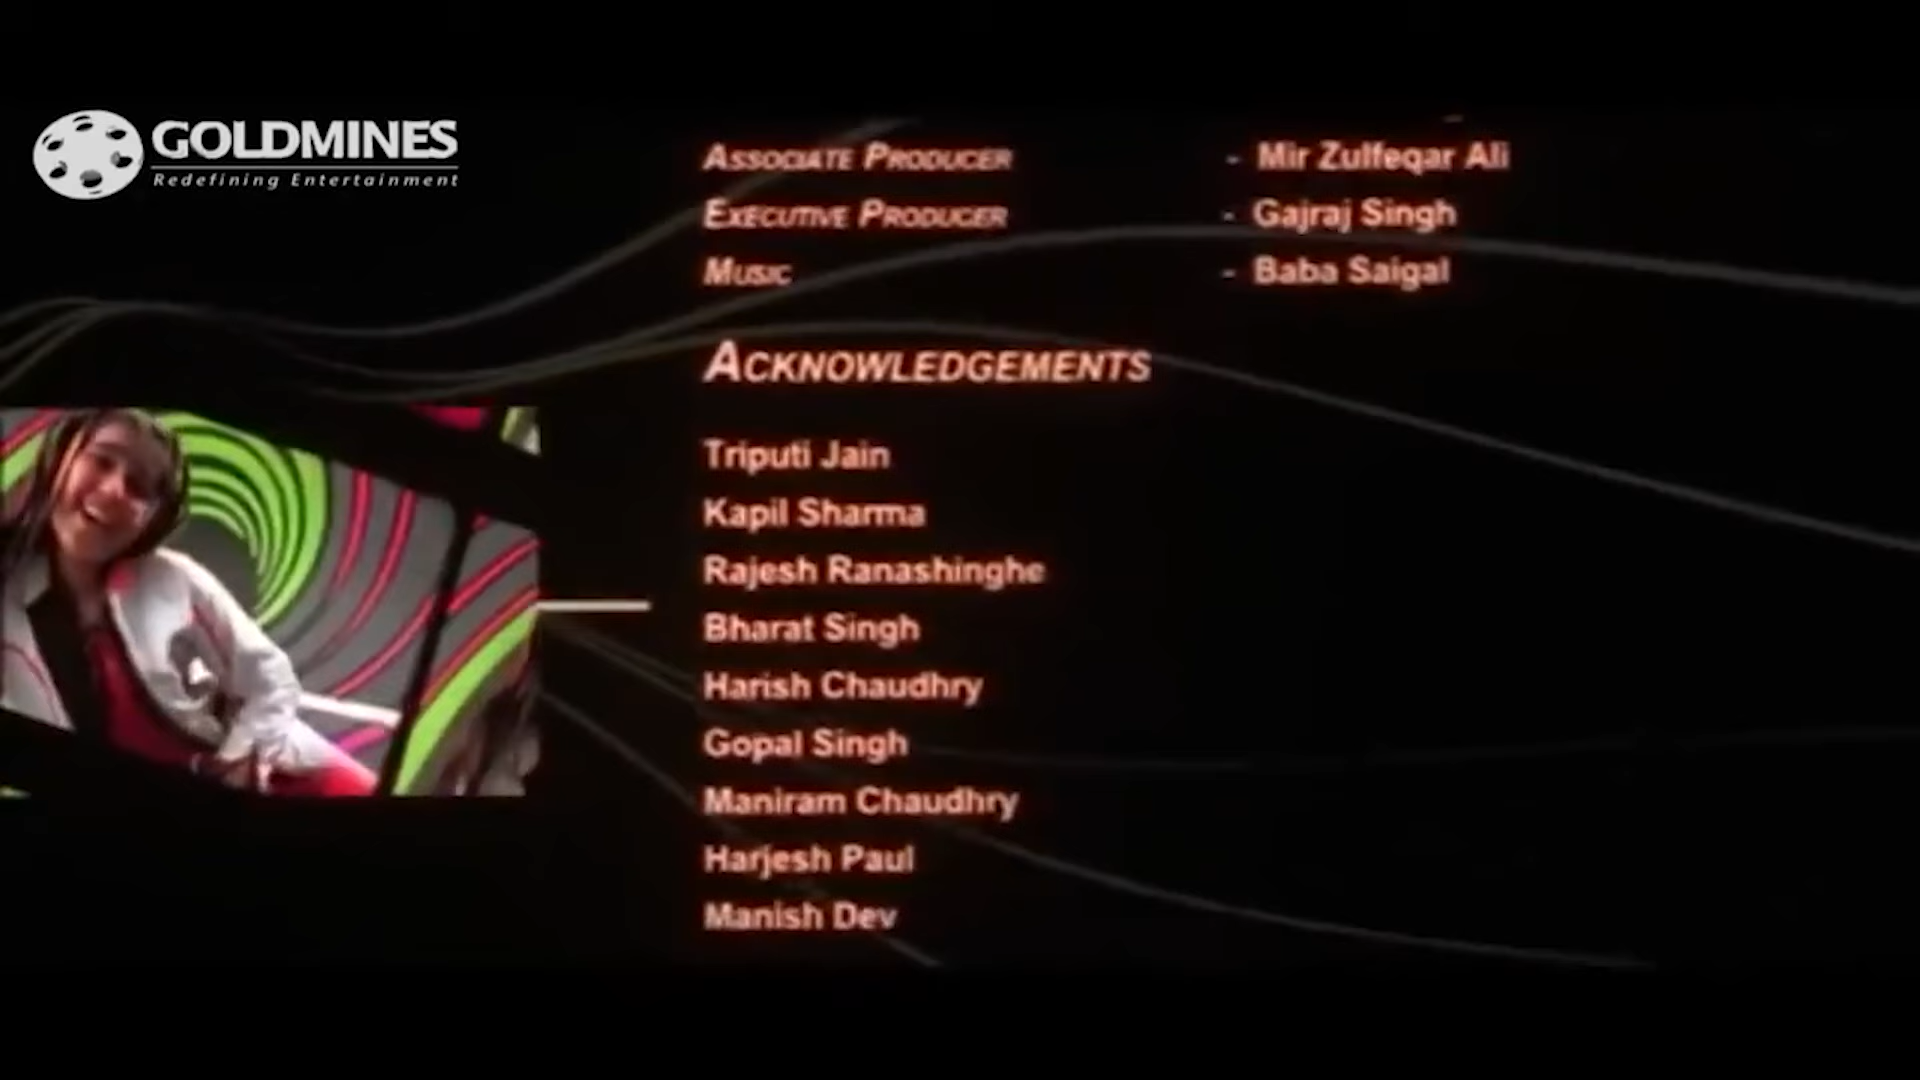 GOLDMINES
Redefining Entertainment
ASSOCIATE PRODUCER - Mir Zulfeqar Ali
EXECUTIVE PRODUCER - Gajraj Singh
MUSIC - Baba Saigal
ACKNOWLEDGEMENTS
Triputi Jain
Kapil Sharma
Rajesh Ranashinghe
Bharat Singh
Harish Chaudhry
Gopal Singh
Maniram Chaudhry
Harjesh Paul
Manish Dev